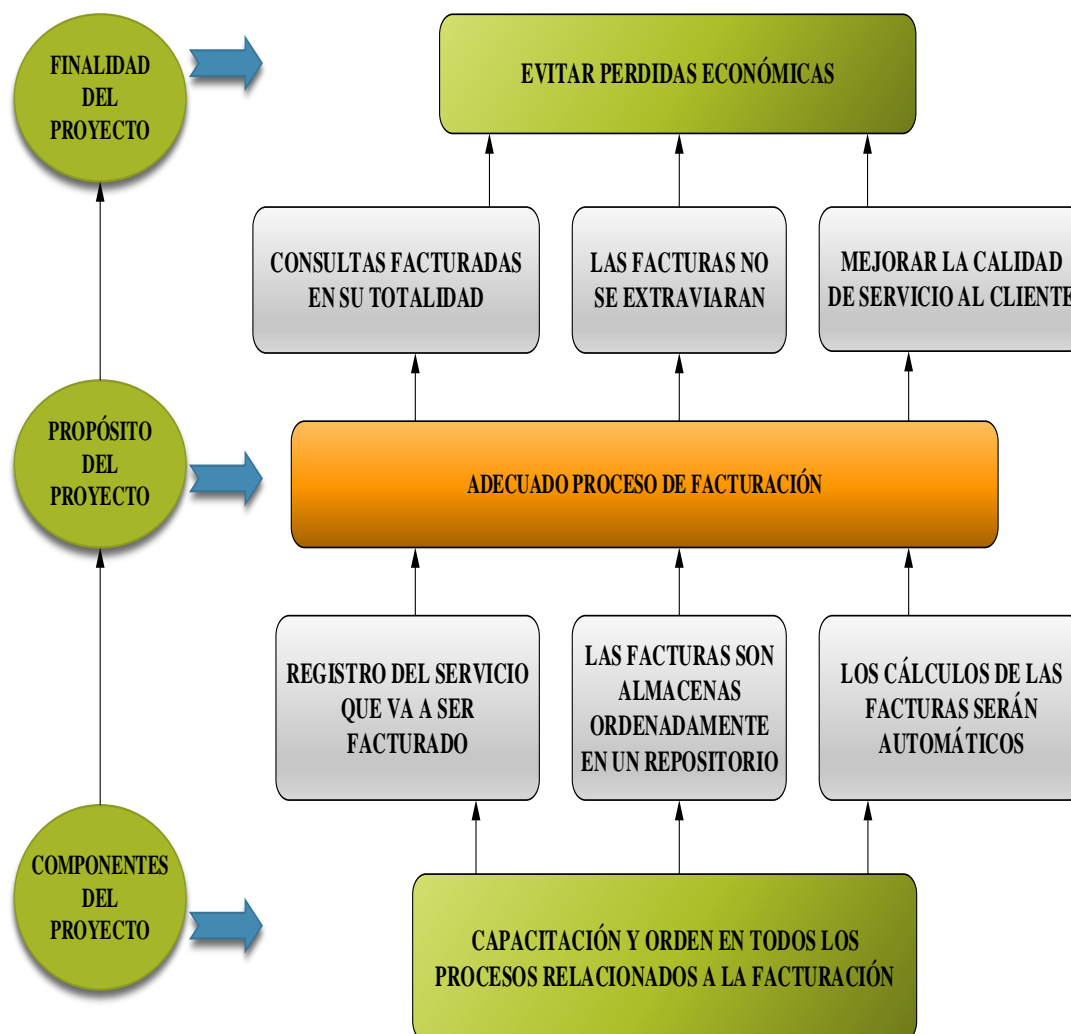 FINALIDAD
DEL
PROYECTO
EVITAR PERDIDAS ECONÓMICAS
CONSULTAS FACTURADAS
EN SU TOTALIDAD
LAS FACTURAS NO
SE EXTRAVIARAN
MEJORAR LA CALIDAD
DE SERVICIO AL CLIENTE
PROPÓSITO
DEL
PROYECTO
ADECUADO PROCESO DE FACTURACIÓN
REGISTRO DEL SERVICIO
QUE VA A SER
FACTURADO
LAS FACTURAS SON
ALMACENAS
ORDENADAMENTE
EN UN REPOSITORIO
LOS CÁLCULOS DE LAS
FACTURAS SERÁN
AUTOMÁTICOS
COMPONENTES
DEL
PROYECTO
CAPACITACIÓN Y ORDEN EN TODOS LOS
PROCESOS RELACIONADOS A LA FACTURACIÓN